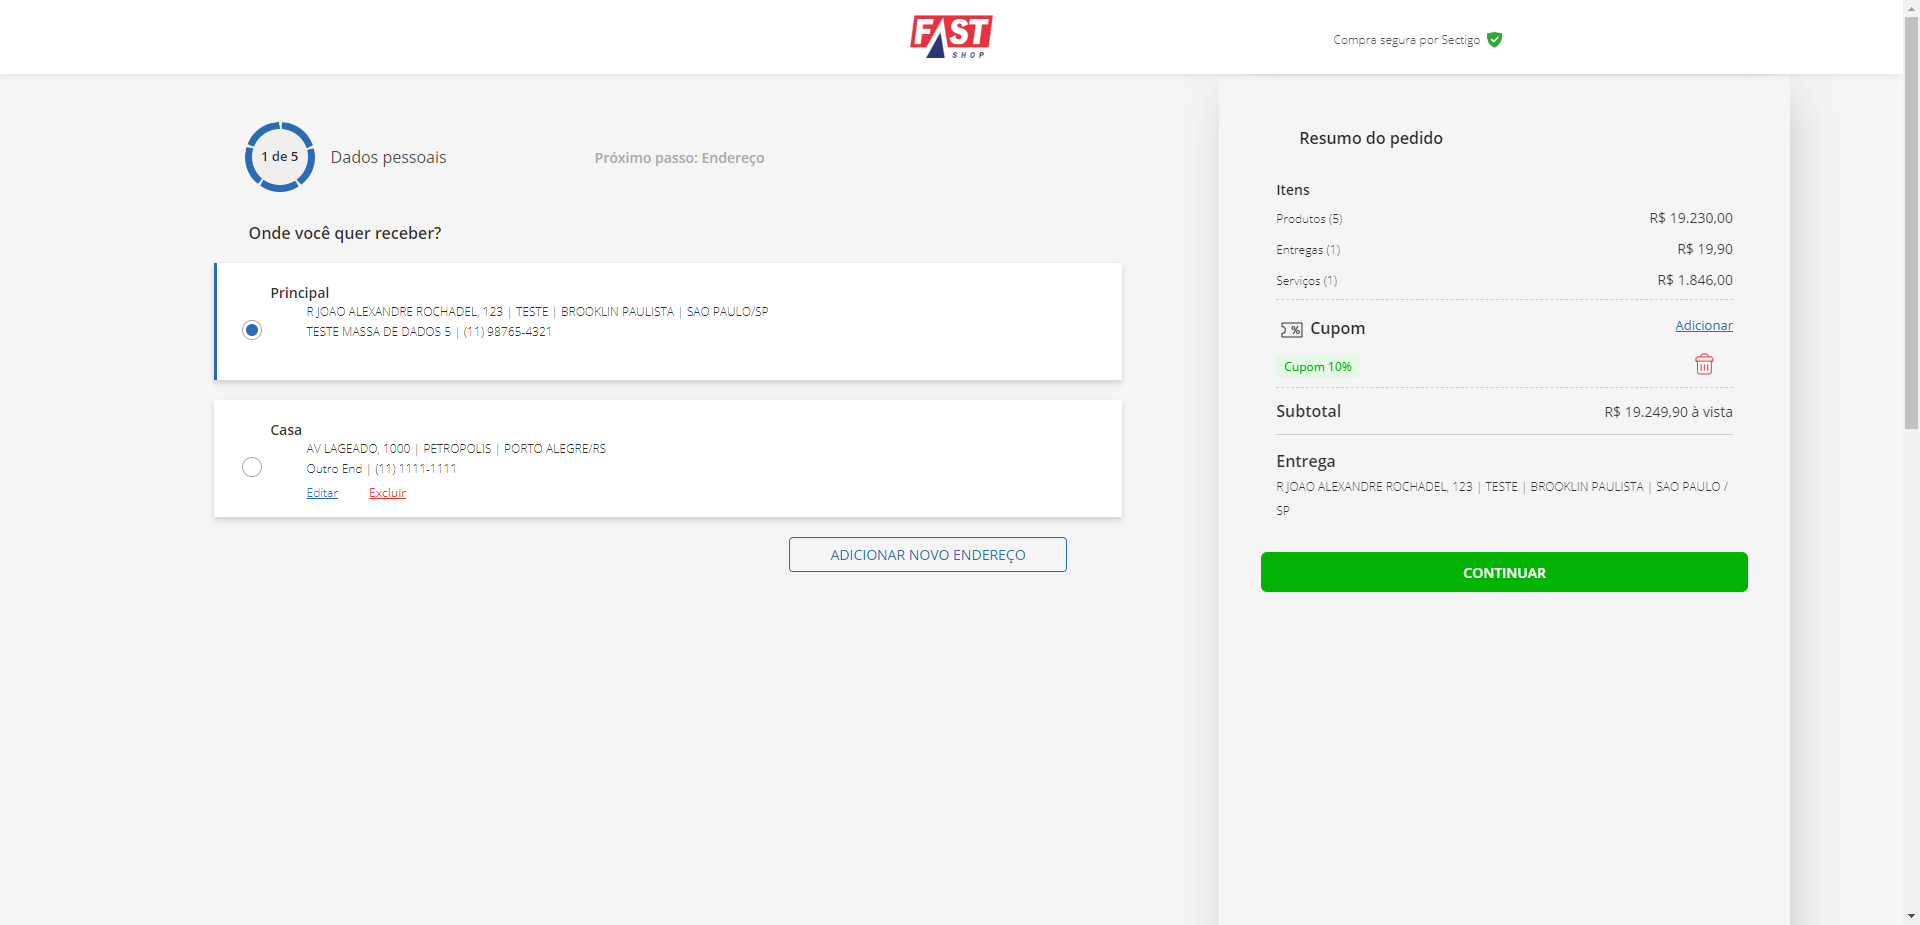 FAST
SHOP
Compra segura por Sectigo
1 de 5
Dados pessoais
Próximo passo: Endereço
Onde você quer receber?
Principal
R JOAO ALEXANDRE ROCHADEL, 123 | TESTE | BROOKLIN PAULISTA | SAO PAULO/SP
TESTE MASSA DE DADOS 5 | (11) 98765-4321
Casa
AV LAGEADO, 1000 | PETROPOLIS | PORTO ALEGRE/RS
Outro End | (11) 1111-1111
Editar Excluir
ADICIONAR NOVO ENDEREÇO
Resumo do pedido
Itens
Produtos (5) R$ 19.230,00
Entregas (1) R$ 19,90
Serviços (1) R$ 1.846,00
% Cupom Adicionar
Cupom 10%
Subtotal R$ 19.249,90 à vista
Entrega
R JOAO ALEXANDRE ROCHADEL, 123 | TESTE | BROOKLIN PAULISTA | SAO PAULO /
SP
CONTINUAR